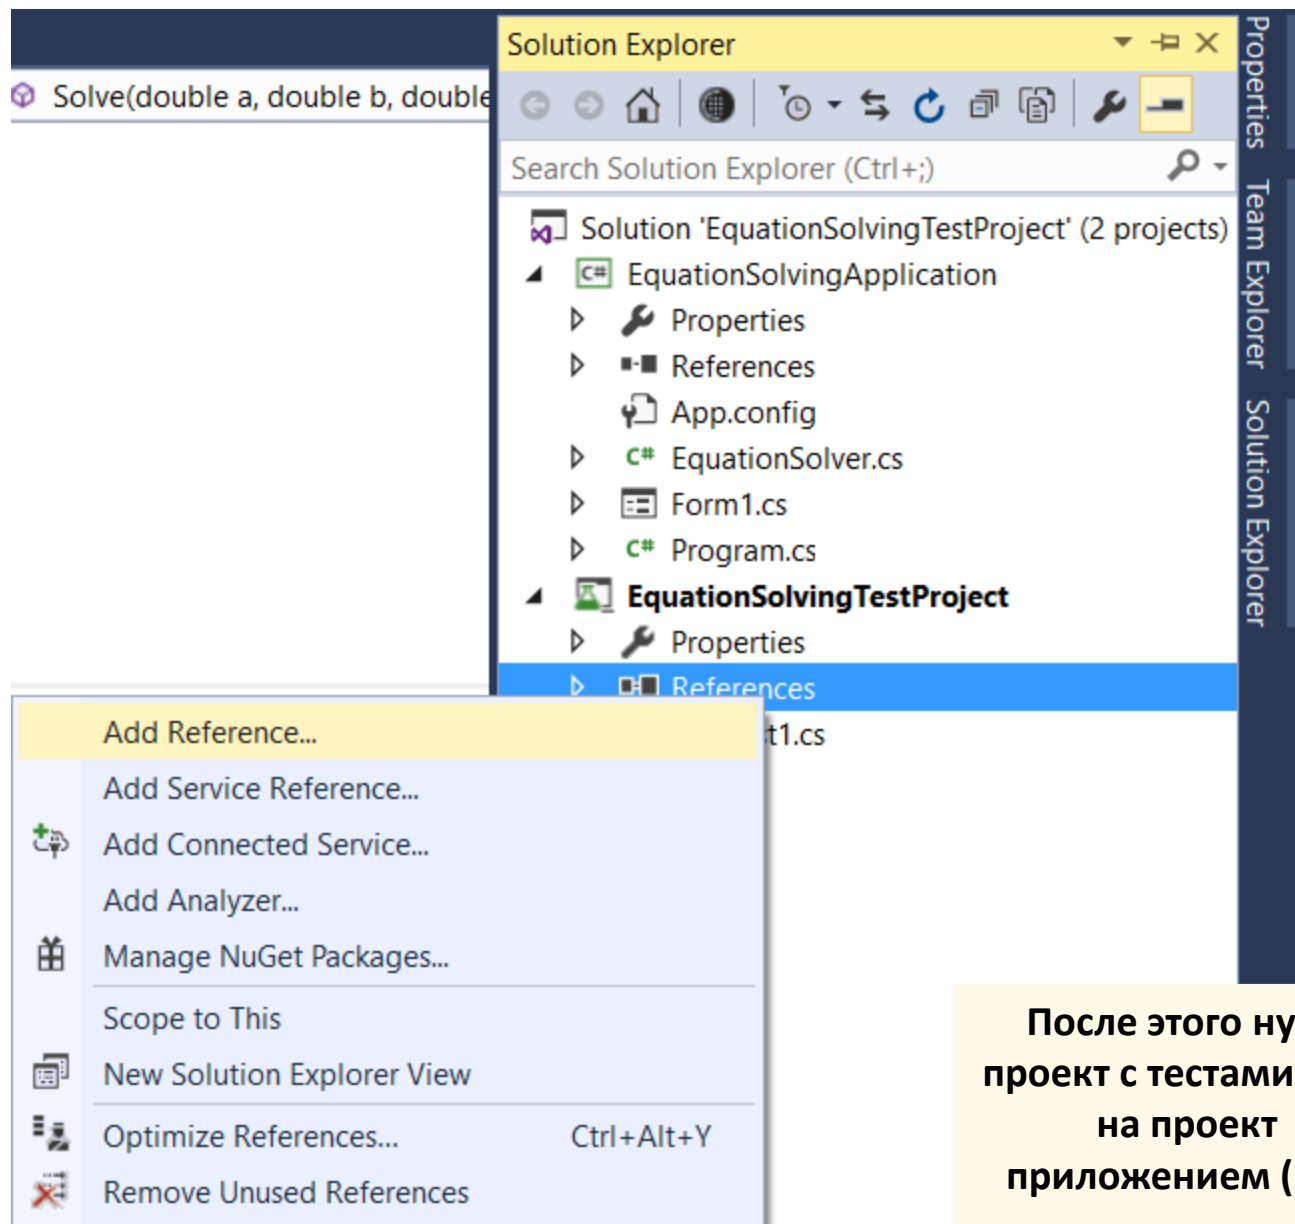 Solution Explorer
Solve(double a, double b, double
Search Solution Explorer (Ctrl+;)
Solution 'EquationSolvingTestProject' (2 projects)
C# EquationSolvingApplication
Properties
References
App.config
C# EquationSolver.cs
Form1.cs
C# Program.cs
EquationSolvingTestProject
Properties
References
t1.cs
Add Reference...
Add Service Reference...
Add Connected Service...
Add Analyzer...
Manage NuGet Packages...
Scope to This
New Solution Explorer View
Optimize References... Ctrl+Alt+Y
Remove Unused References
Properties
Team Explorer
Solution Explorer
После этого ну
проект с тестами
на проект
приложением (